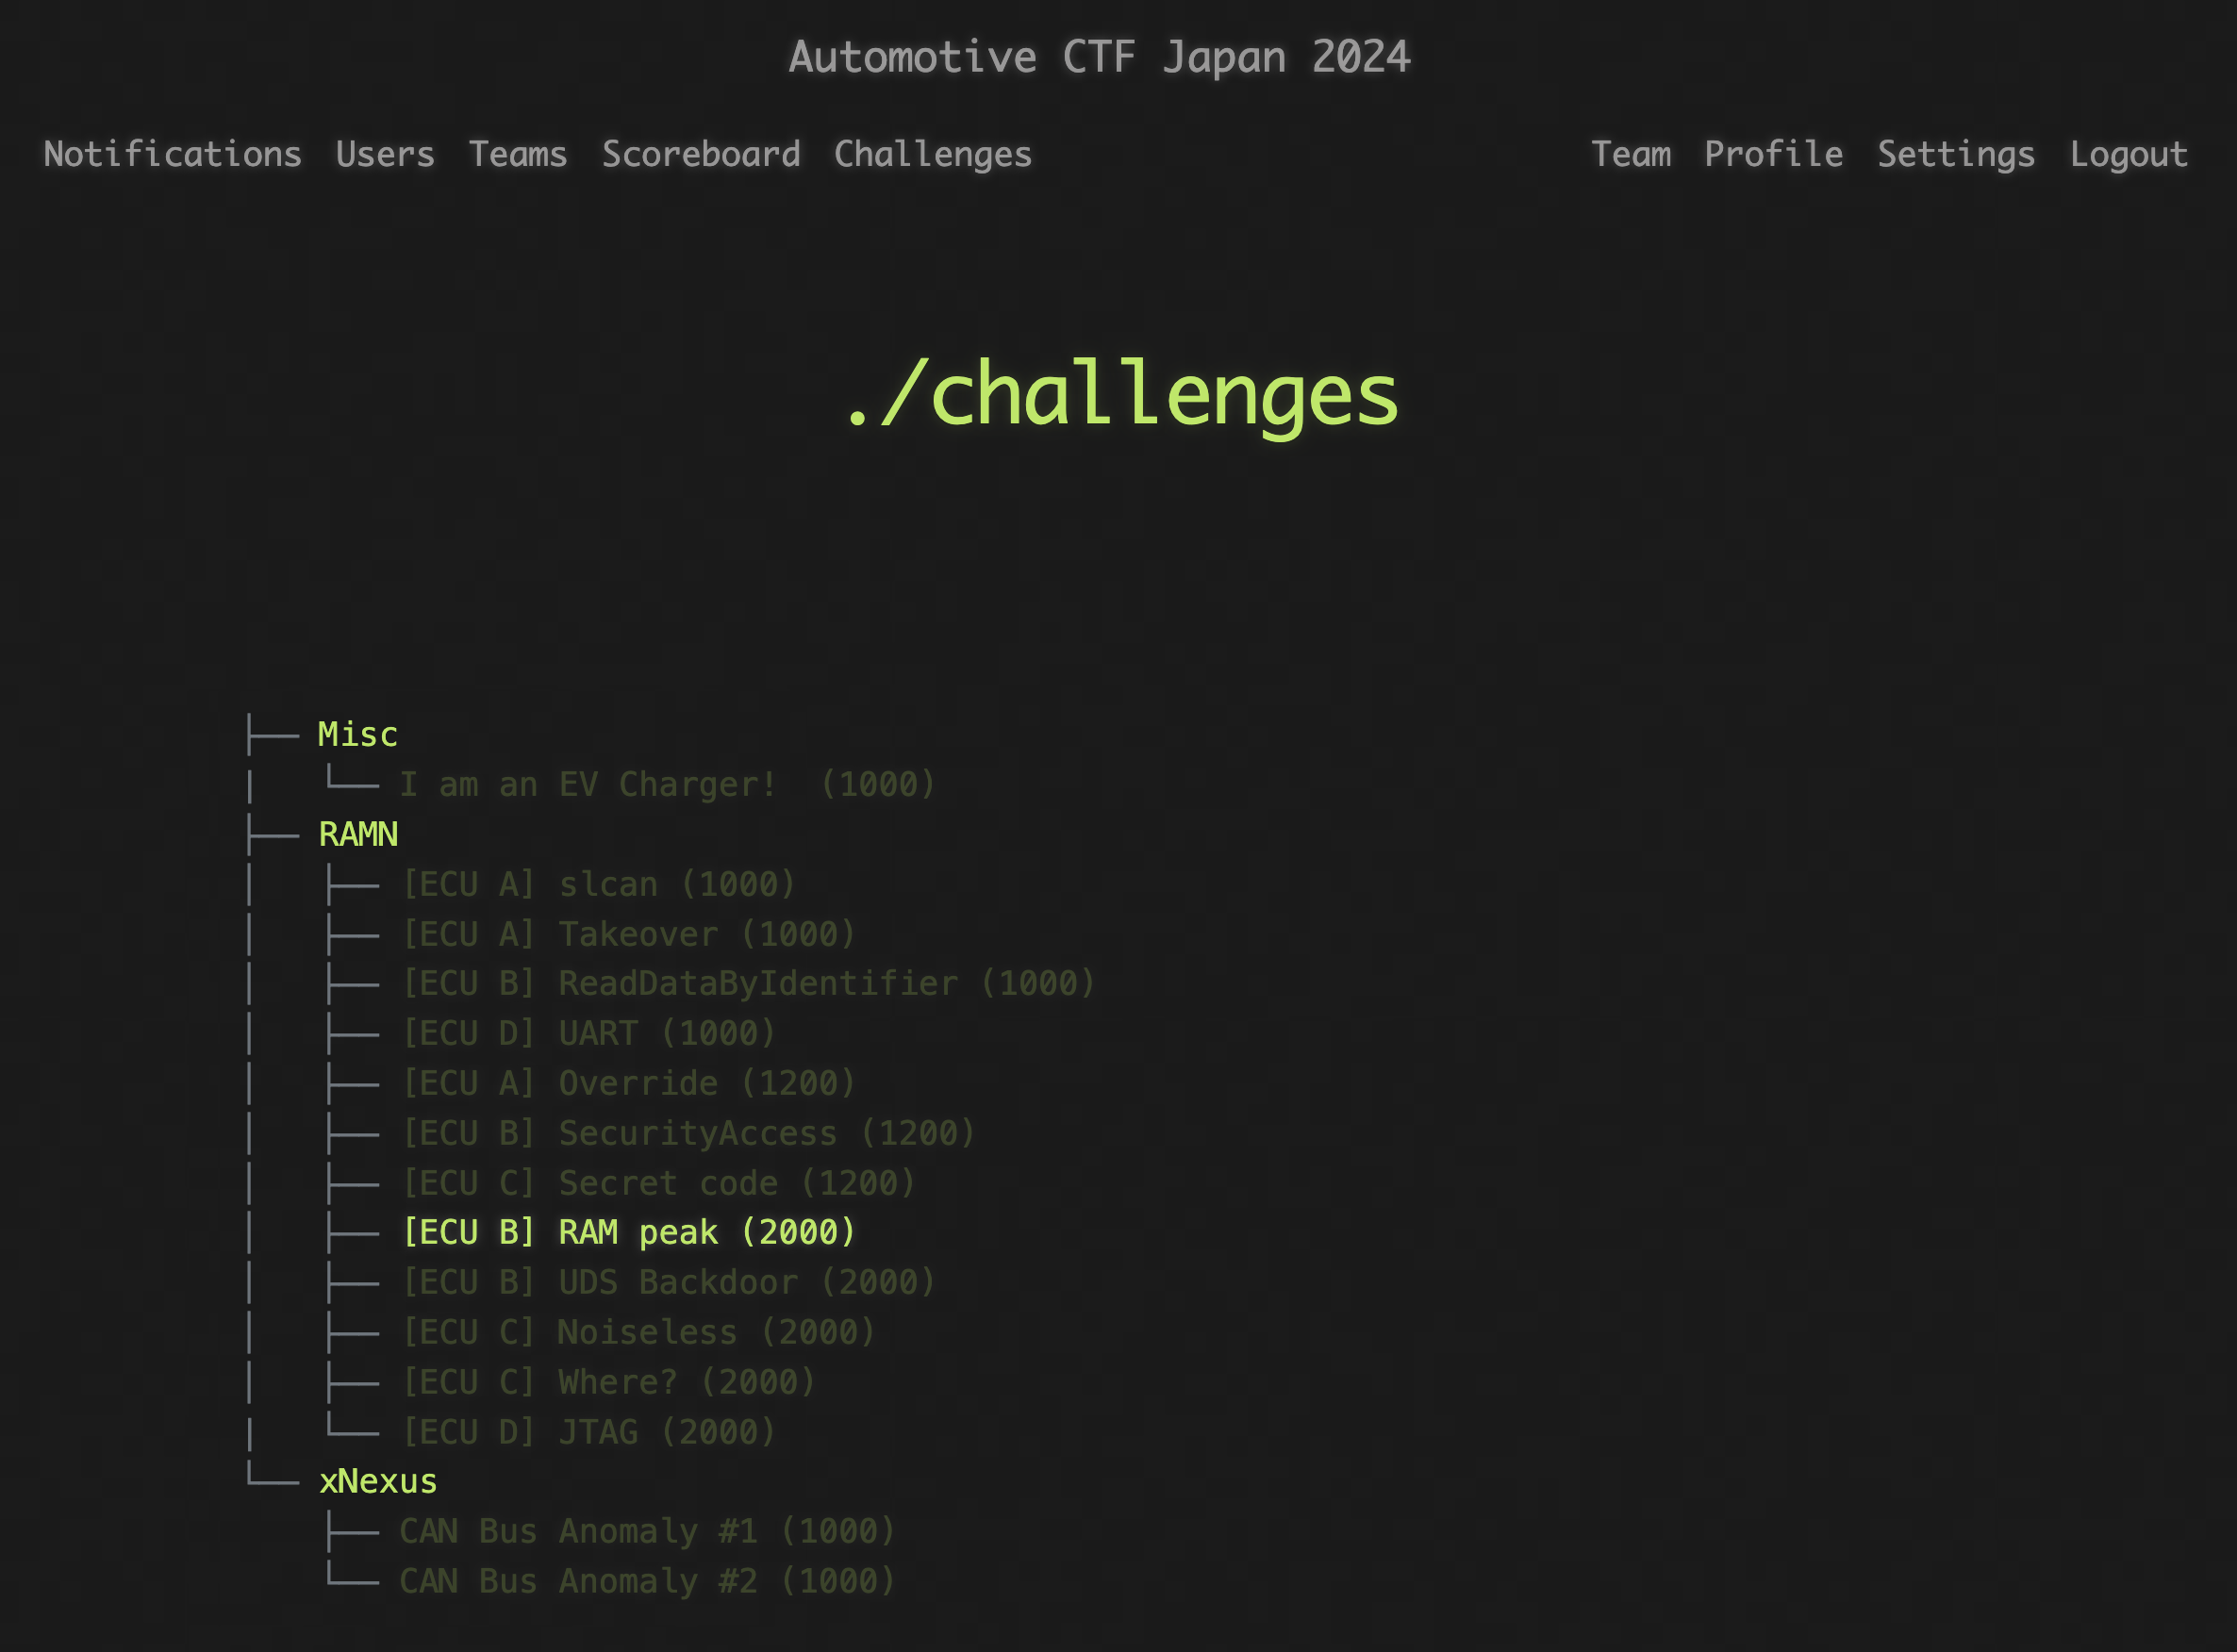 Automotive CTF Japan 2024
Notifications Users Teams Scoreboard Challenges Team Profile Settings Logout
./challenges
├── Misc
│   └── I am an EV Charger!  (1000)
├── RAMN
│   ├── [ECU A] slcan (1000)
│   ├── [ECU A] Takeover (1000)
│   ├── [ECU B] ReadDataByIdentifier (1000)
│   ├── [ECU D] UART (1000)
│   ├── [ECU A] Override (1200)
│   ├── [ECU B] SecurityAccess (1200)
│   ├── [ECU C] Secret code (1200)
│   ├── [ECU B] RAM peak (2000)
│   ├── [ECU B] UDS Backdoor (2000)
│   ├── [ECU C] Noiseless (2000)
│   ├── [ECU C] Where? (2000)
│   └── [ECU D] JTAG (2000)
└── xNexus
    ├── CAN Bus Anomaly #1 (1000)
    └── CAN Bus Anomaly #2 (1000)